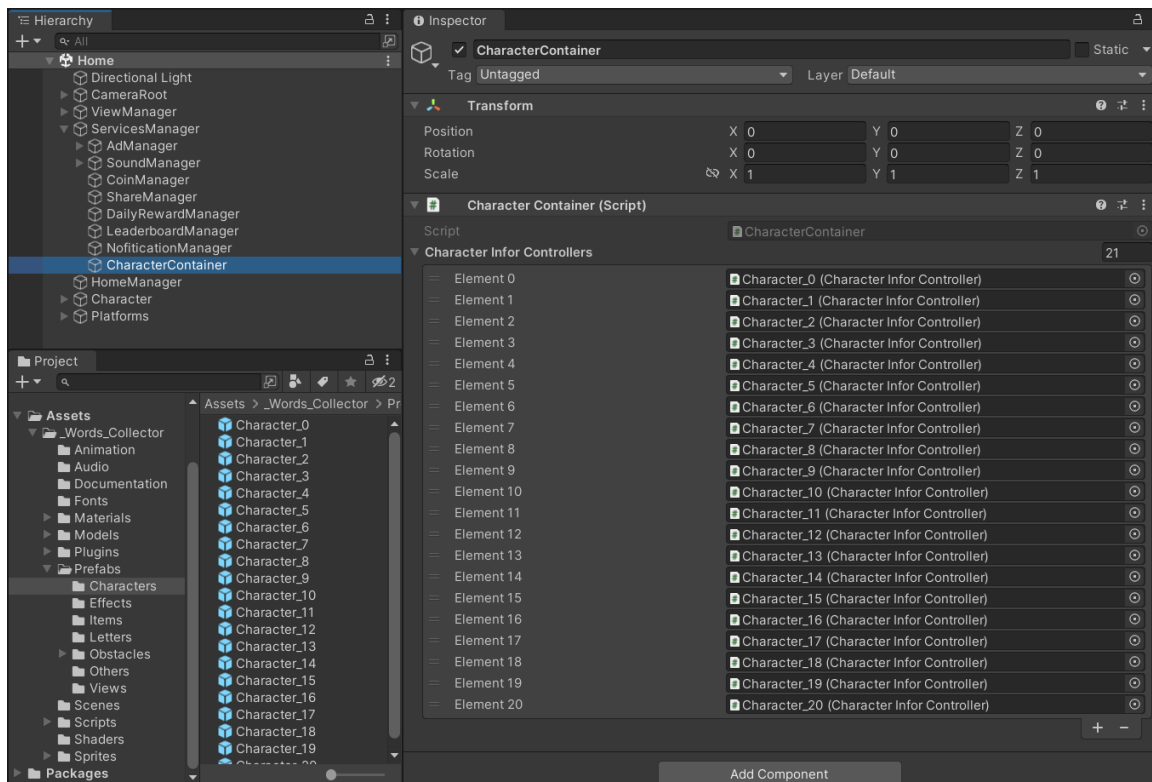 Hierarchy
All
Home
Directional Light
CameraRoot
ViewManager
ServicesManager
AdManager
SoundManager
CoinManager
ShareManager
DailyRewardManager
LeaderboardManager
NofiticationManager
CharacterContainer
HomeManager
Character
Platforms
Project
2
Assets
_Words_Collector
Animation
Audio
Documentation
Fonts
Materials
Models
Plugins
Prefabs
Characters
Effects
Items
Letters
Obstacles
Others
Views
Scenes
Scripts
Shaders
Sprites
Packages
Assets > _Words_Collector > Pr
Character_0
Character_1
Character_2
Character_3
Character_4
Character_5
Character_6
Character_7
Character_8
Character_9
Character_10
Character_11
Character_12
Character_13
Character_14
Character_15
Character_16
Character_17
Character_18
Character_19
Inspector
CharacterContainer Static
Tag Untagged Layer Default
Transform
Position X 0 Y 0 Z 0
Rotation X 0 Y 0 Z 0
Scale X 1 Y 1 Z 1
Character Container (Script)
Script CharacterContainer
Character Infor Controllers 21
Element 0 Character_0 (Character Infor Controller)
Element 1 Character_1 (Character Infor Controller)
Element 2 Character_2 (Character Infor Controller)
Element 3 Character_3 (Character Infor Controller)
Element 4 Character_4 (Character Infor Controller)
Element 5 Character_5 (Character Infor Controller)
Element 6 Character_6 (Character Infor Controller)
Element 7 Character_7 (Character Infor Controller)
Element 8 Character_8 (Character Infor Controller)
Element 9 Character_9 (Character Infor Controller)
Element 10 Character_10 (Character Infor Controller)
Element 11 Character_11 (Character Infor Controller)
Element 12 Character_12 (Character Infor Controller)
Element 13 Character_13 (Character Infor Controller)
Element 14 Character_14 (Character Infor Controller)
Element 15 Character_15 (Character Infor Controller)
Element 16 Character_16 (Character Infor Controller)
Element 17 Character_17 (Character Infor Controller)
Element 18 Character_18 (Character Infor Controller)
Element 19 Character_19 (Character Infor Controller)
Element 20 Character_20 (Character Infor Controller)
Add Component